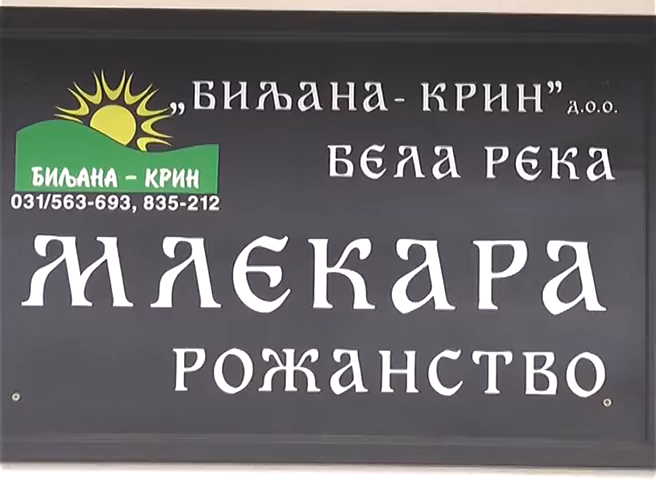 „БИЉАНА - КРИН” д.о.о.
БЕЛА РЕКА
БИЉАНА - КРИН
031/563-693, 835-212
МЛЕКАРА
РОЖАНСТВО